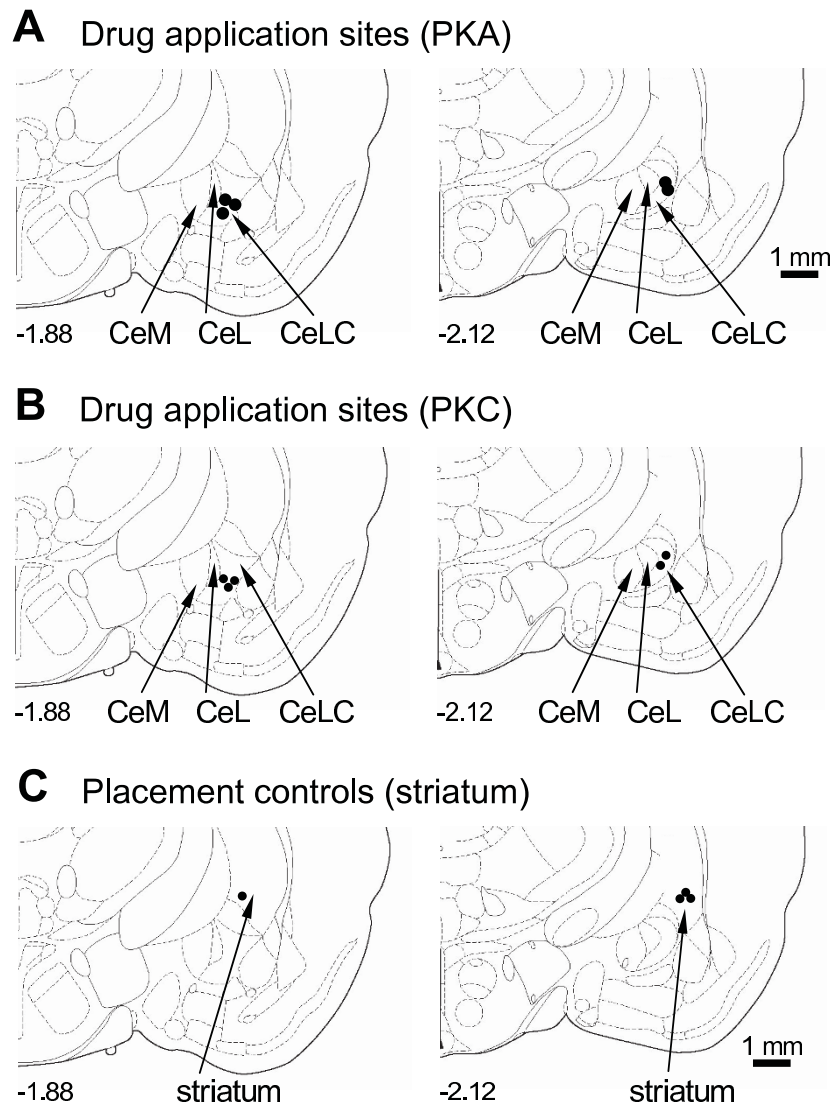 A Drug application sites (PKA)
1 mm
-1.88 CeM CeL CeLC -2.12 CeM CeL CeLC
B Drug application sites (PKC)
-1.88 CeM CeL CeLC -2.12 CeM CeL CeLC
C Placement controls (striatum)
1 mm
-1.88 striatum -2.12 striatum